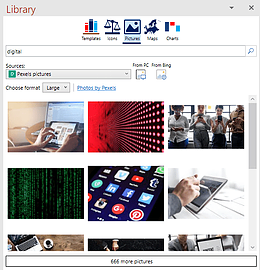 Library
Templates Icons Pictures Maps Charts
digital
Sources: From PC From Bing
Pexels pictures
Choose format Large Photos by Pexels
666 more pictures